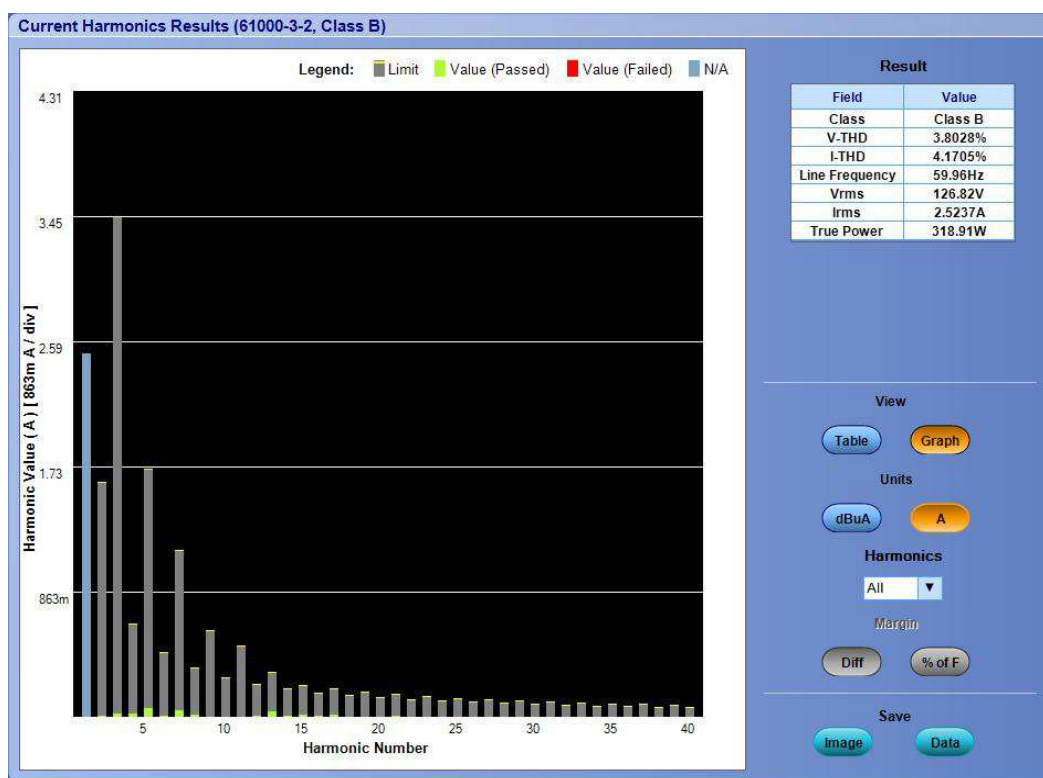 Current Harmonics Results (61000-3-2, Class B)
Legend: Limit Value (Passed) Value (Failed) N/A
4.31
3.45
2.59
1.73
863m
Harmonic Value ( A ) [ 863m A / div ]
5 10 15 20 25 30 35 40
Harmonic Number
Result
Field Value
Class Class B
V-THD 3.8028%
I-THD 4.1705%
Line Frequency 59.96Hz
Vrms 126.82V
Irms 2.5237A
True Power 318.91W
View
Table Graph
Units
dBuA A
Harmonics
All
Margin
Diff % of F
Save
Image Data